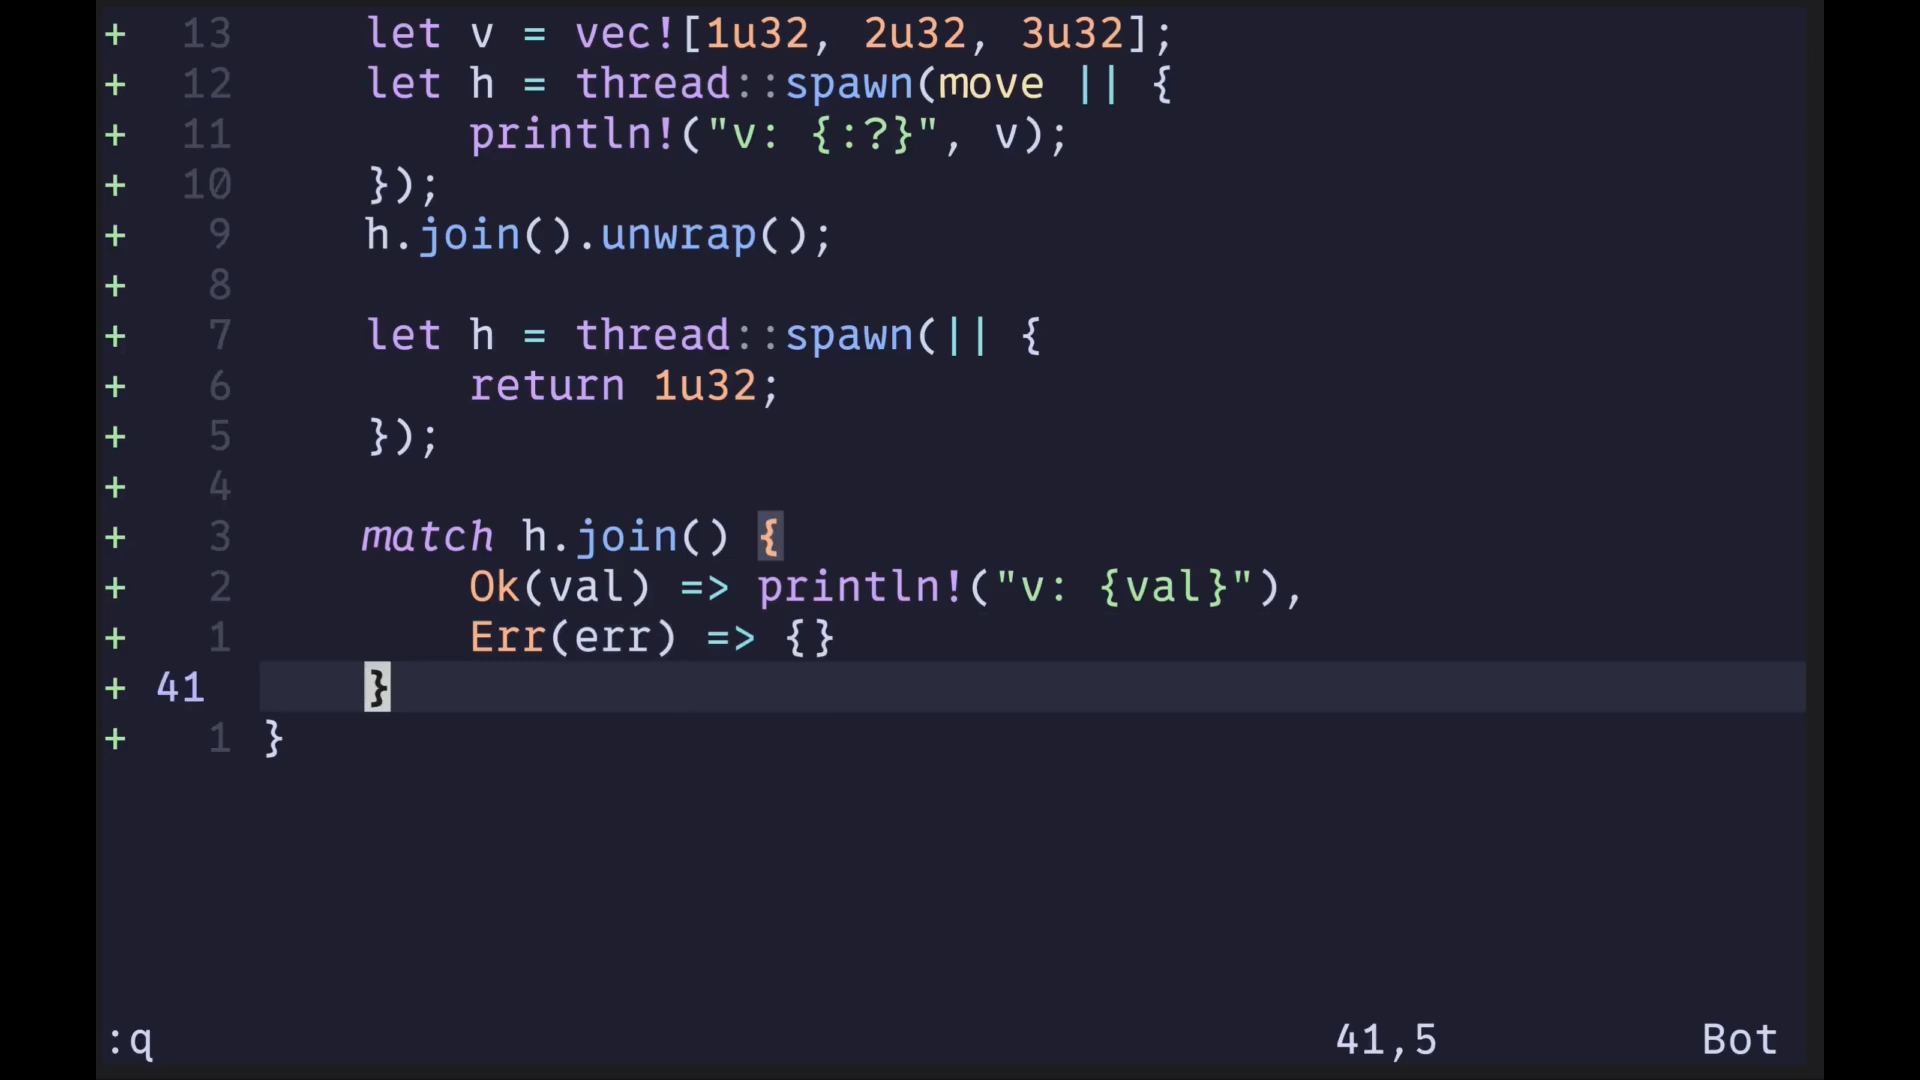 + 13     let v = vec![1u32, 2u32, 3u32];
+ 12     let h = thread::spawn(move || {
+ 11         println!("v: {:?}", v);
+ 10     });
+ 9     h.join().unwrap();
+ 8
+ 7     let h = thread::spawn(|| {
+ 6         return 1u32;
+ 5     });
+ 4
+ 3     match h.join() {
+ 2         Ok(val) => println!("v: {val}"),
+ 1         Err(err) => {}
+ 41     }
+ 1 }
:q 41,5 Bot